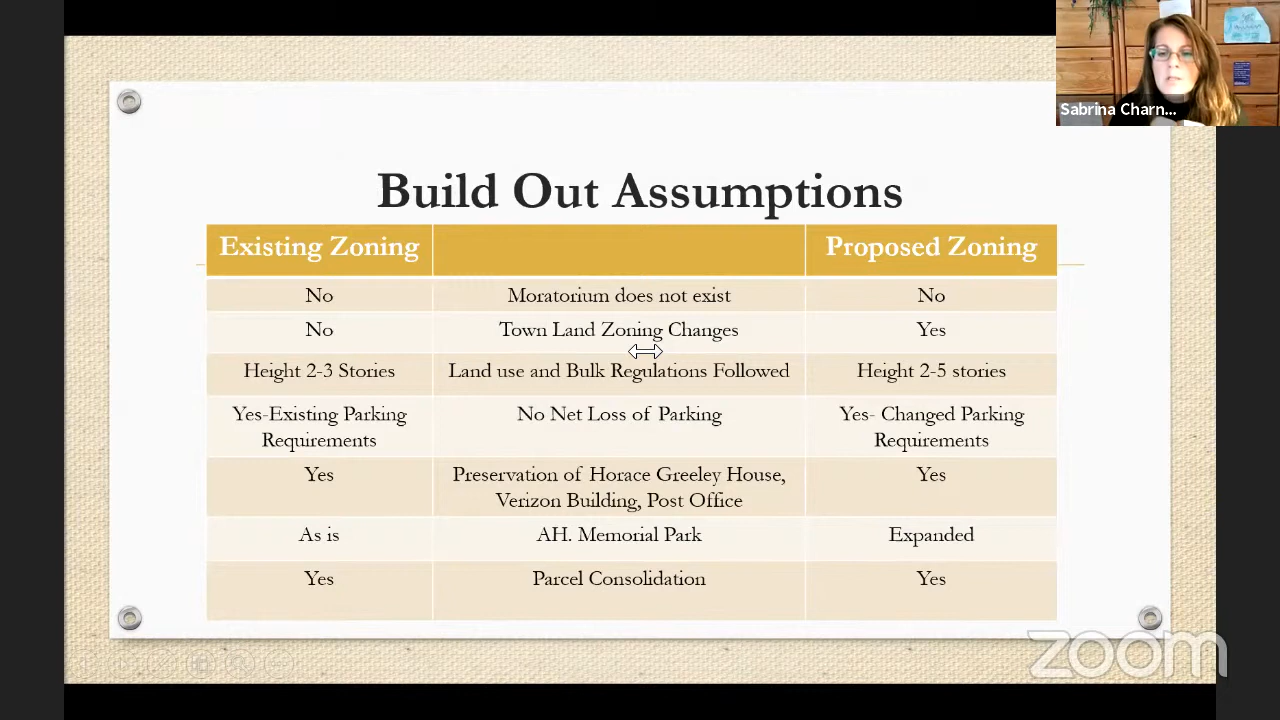 Sabrina Charn...
Build Out Assumptions
Existing Zoning
Proposed Zoning
No
Moratorium does not exist
No
No
Town Land Zoning Changes
Yes
Height 2-3 Stories
Land use and Bulk Regulations Followed
Height 2-5 stories
Yes-Existing Parking
Requirements
No Net Loss of Parking
Yes- Changed Parking
Requirements
Yes
Preservation of Horace Greeley House,
Verizon Building, Post Office
Yes
As is
AH. Memorial Park
Expanded
Yes
Parcel Consolidation
Yes
zoom